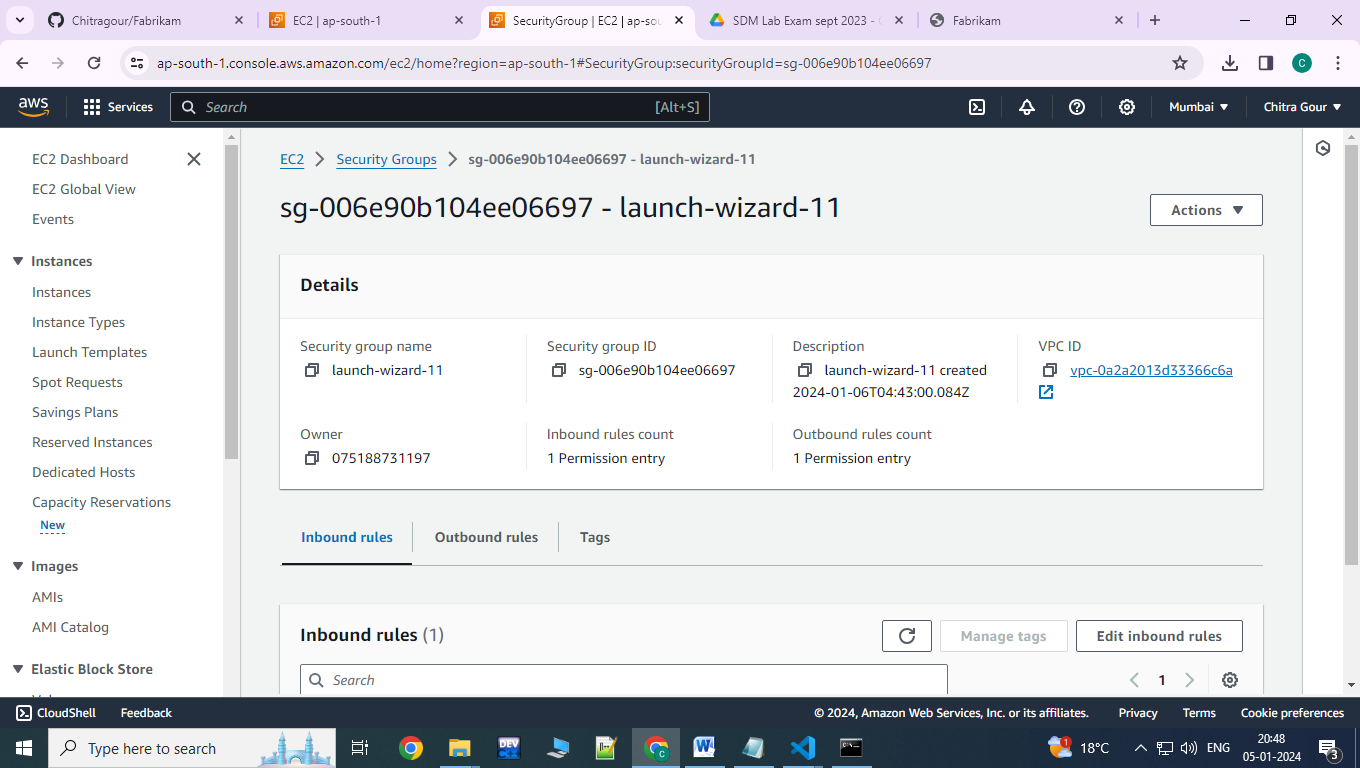 Chitragour/Fabrikam
EC2 | ap-south-1
SecurityGroup | EC2 | ap-sou
SDM Lab Exam sept 2023 -
Fabrikam
ap-south-1.console.aws.amazon.com/ec2/home?region=ap-south-1#SecurityGroup:securityGroupId=sg-006e90b104ee06697
C
aws
Services
Search
[Alt+S]
Mumbai
Chitra Gour
EC2 Dashboard
EC2 Global View
Events
Instances
Instances
Instance Types
Launch Templates
Spot Requests
Savings Plans
Reserved Instances
Dedicated Hosts
Capacity Reservations
New
Images
AMIs
AMI Catalog
Elastic Block Store
EC2
Security Groups
sg-006e90b104ee06697 - launch-wizard-11
sg-006e90b104ee06697 - launch-wizard-11
Actions
Details
Security group name
launch-wizard-11
Security group ID
sg-006e90b104ee06697
Description
launch-wizard-11 created
2024-01-06T04:43:00.084Z
VPC ID
vpc-0a2a2013d33366c6a
Owner
075188731197
Inbound rules count
1 Permission entry
Outbound rules count
1 Permission entry
Inbound rules
Outbound rules
Tags
Inbound rules (1)
Manage tags
Edit inbound rules
Search
1
CloudShell
Feedback
© 2024, Amazon Web Services, Inc. or its affiliates.
Privacy
Terms
Cookie preferences
Type here to search
DEV
W
1
18°C
ENG
20:48
05-01-2024
3